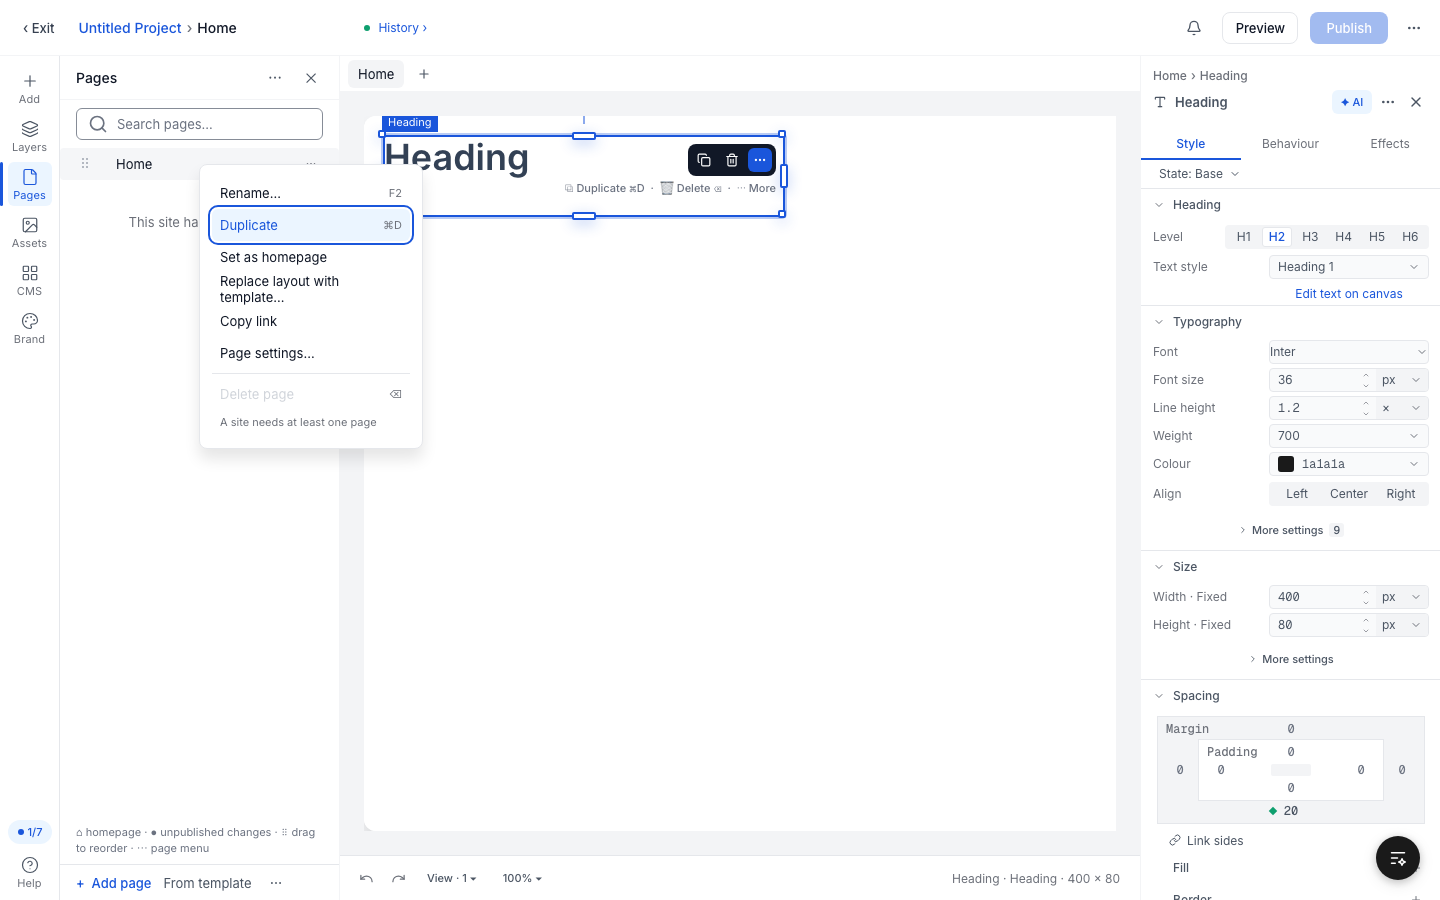 ‹ Exit
Untitled Project › Home
History ›
Preview
Publish
Add
Layers
Pages
Assets
CMS
Brand
1/7
Help
Pages
Search pages...
Home
This site ha
Rename...
F2
Duplicate
⌘D
Set as homepage
Replace layout with
template...
Copy link
Page settings...
Delete page
A site needs at least one page
⌂ homepage · ● unpublished changes · ⠿ drag
to reorder · ··· page menu
+ Add page
From template
Home
Heading
Heading
Duplicate ⌘D · Delete ⌫ · ··· More
View · 1
100%
Heading · Heading · 400 × 80
Home › Heading
Heading
AI
Style
Behaviour
Effects
State: Base
Heading
Level
H1 H2 H3 H4 H5 H6
Text style
Heading 1
Edit text on canvas
Typography
Font
Inter
Font size
36
px
Line height
1.2
×
Weight
700
Colour
1a1a1a
Align
Left Center Right
More settings 9
Size
Width · Fixed
400
px
Height · Fixed
80
px
More settings
Spacing
Margin
0
Padding
0
0
0
0
0
0
20
Link sides
Fill
Border